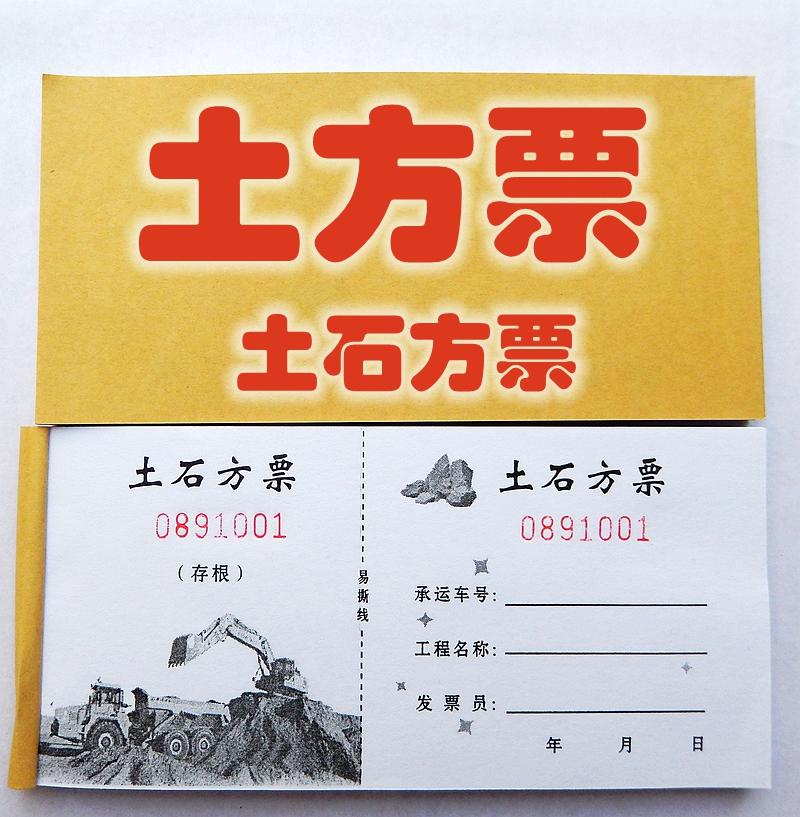 土方票
土石方票
土石方票
0891001
（存根）
易撕线
土石方票
0891001
承运车号:
工程名称:
发票员:
年 月 日